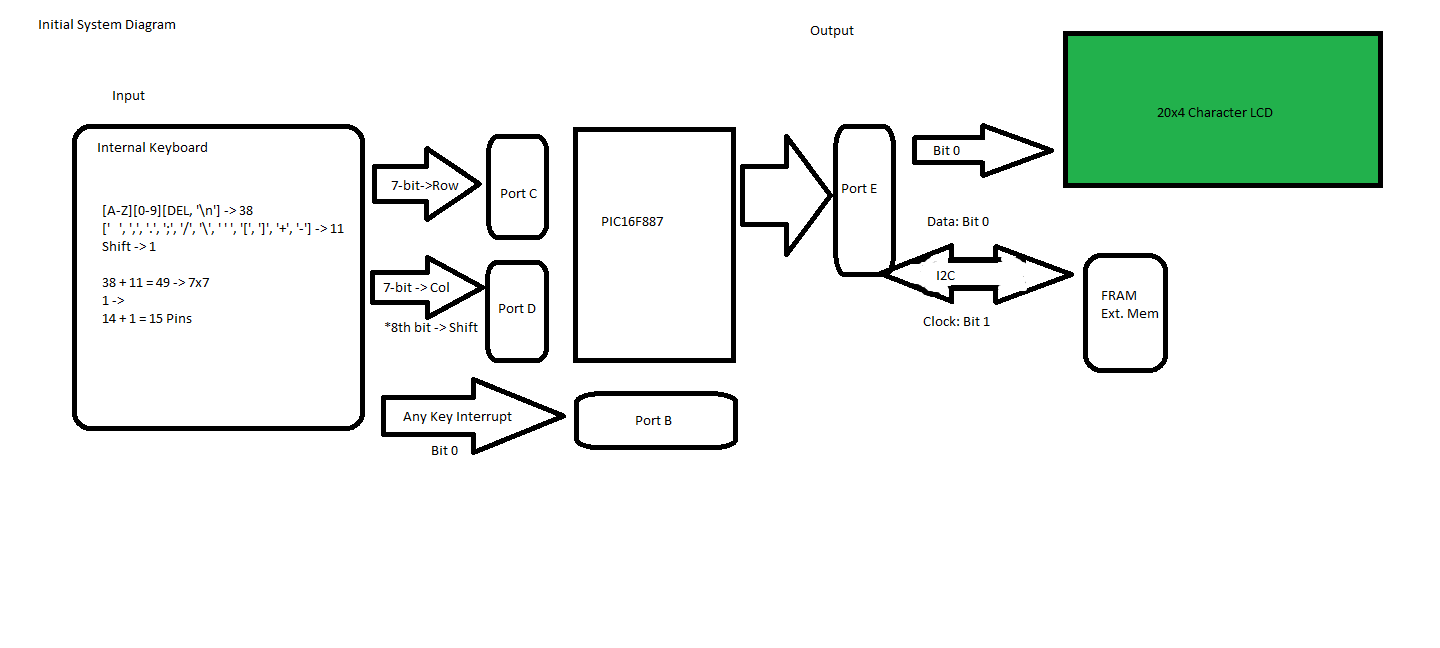 Initial System Diagram
Output
Input
20x4 Character LCD
Internal Keyboard
[A-Z][0-9][DEL, '\n'] -> 38
['   ', ',', '.', ';', '/', '\', ' ' ', '[', ']', '+', '-'] -> 11
Shift -> 1
38 + 11 = 49 -> 7x7
1 ->
14 + 1 = 15 Pins
7-bit->Row
Port C
7-bit -> Col
*8th bit -> Shift
Port D
Any Key Interrupt
Bit 0
Port B
PIC16F887
Port E
Bit 0
Data: Bit 0
I2C
Clock: Bit 1
FRAM
Ext. Mem